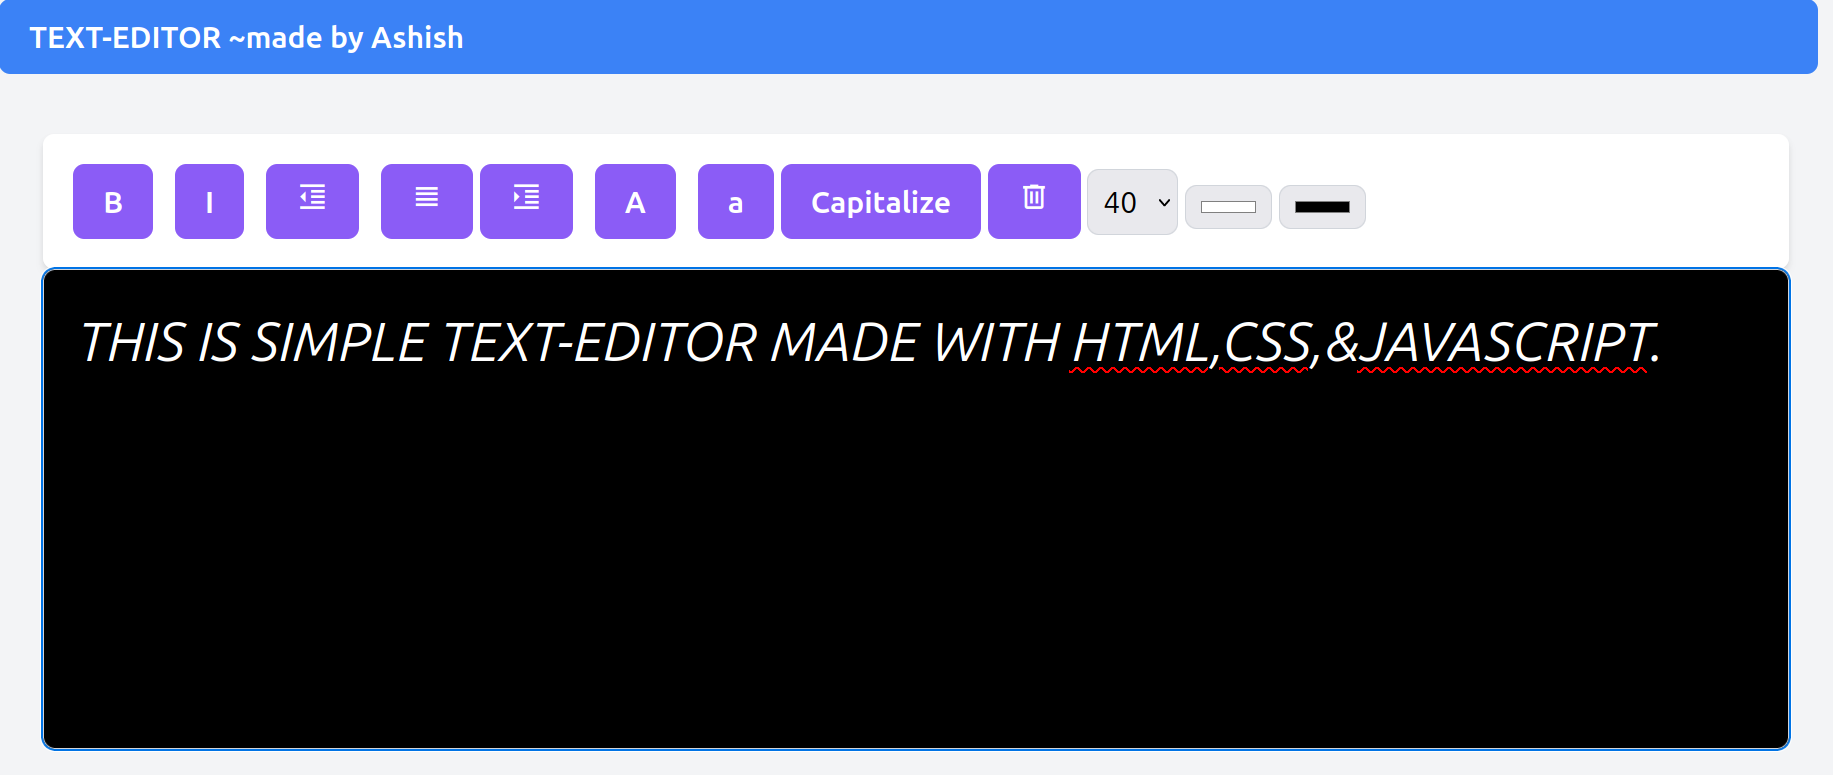 TEXT-EDITOR ~made by Ashish
B I A a Capitalize 40
THIS IS SIMPLE TEXT-EDITOR MADE WITH HTML,CSS,&JAVASCRIPT.